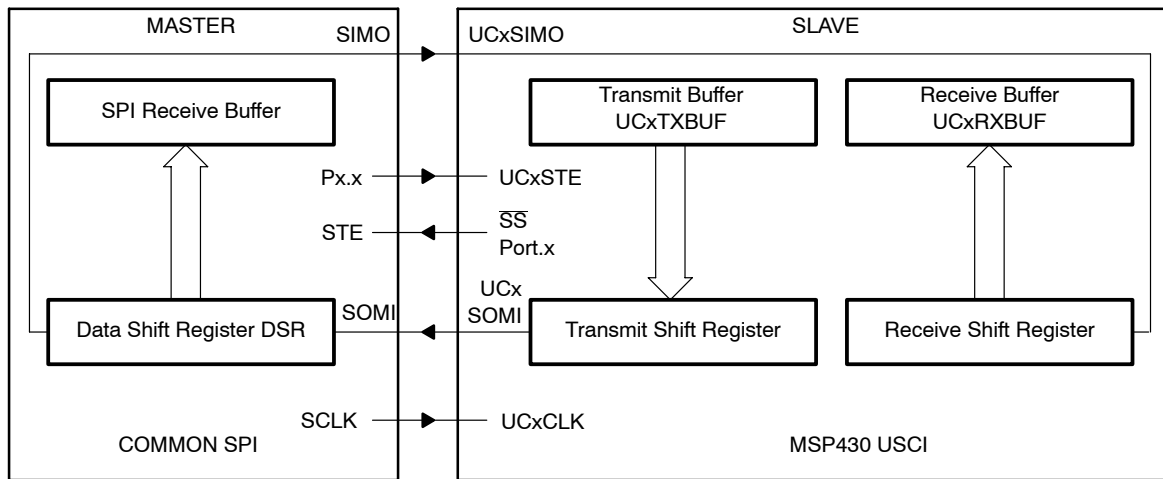 MASTER
SLAVE
SIMO
UCxSIMO
SPI Receive Buffer
Transmit Buffer
UCxTXBUF
Receive Buffer
UCxRXBUF
Px.x
UCxSTE
STE
SS
Port.x
SOMI
UCx
SOMI
Data Shift Register DSR
Transmit Shift Register
Receive Shift Register
SCLK
UCxCLK
COMMON SPI
MSP430 USCI